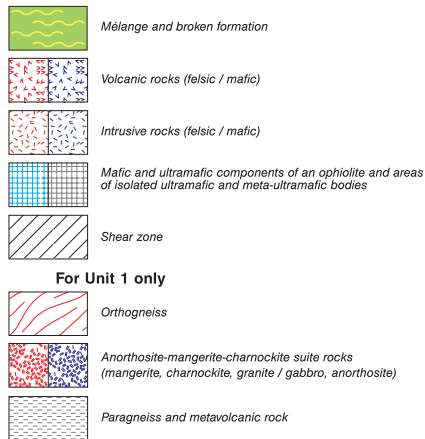 Mélange and broken formation
Volcanic rocks (felsic / mafic)
Intrusive rocks (felsic / mafic)
Mafic and ultramafic components of an ophiolite and areas
of isolated ultramafic and meta-ultramafic bodies
Shear zone
For Unit 1 only
Orthogneiss
Anorthosite-mangerite-charnockite suite rocks
(mangerite, charnockite, granite / gabbro, anorthosite)
Paragneiss and metavolcanic rock